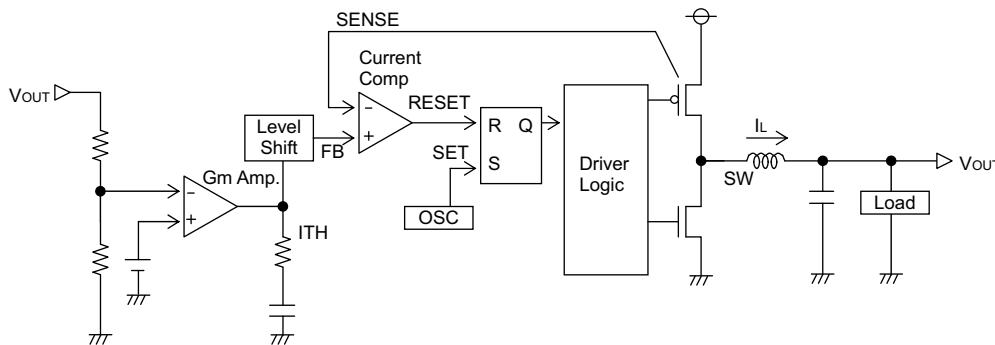 SENSE
Current
Comp
VOUT
−
+
RESET
Level
Shift
FB
R Q
S
SET
OSC
Driver
Logic
IL
SW
VOUT
Load
Gm Amp.
−
+
ITH